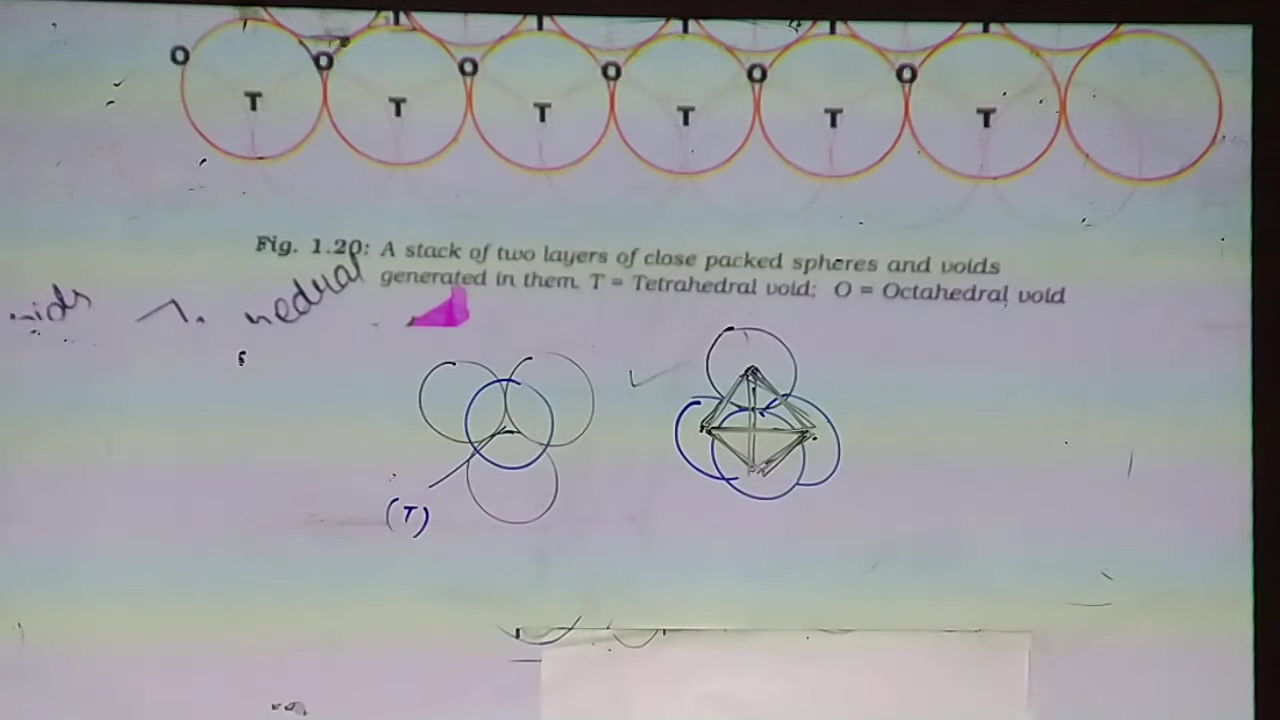 T T T T T
O O O O O O
T T T T T T
Fig. 1.20: A stack of two layers of close packed spheres and voids
generated in them. T = Tetrahedral void; O = Octahedral void
(T)